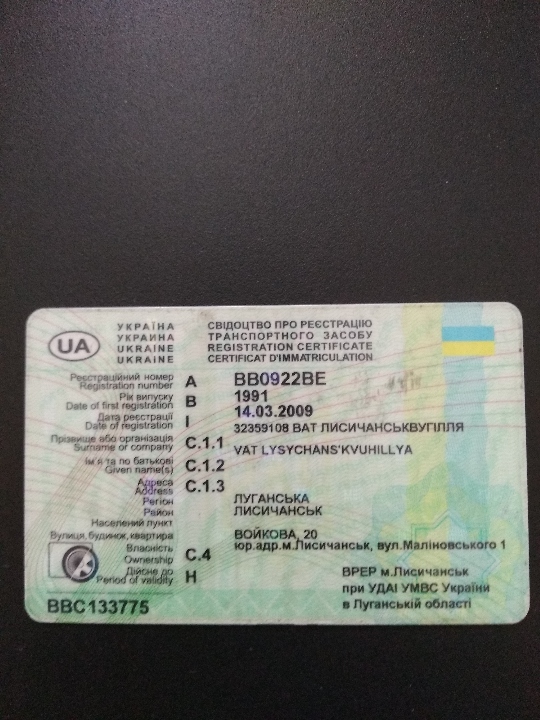 UA
УКРАЇНА
УКРАИНА
UKRAINE
UKRAINE
СВІДОЦТВО ПРО РЕЄСТРАЦІЮ
ТРАНСПОРТНОГО ЗАСОБУ
REGISTRATION CERTIFICATE
CERTIFICAT D'IMMATRICULATION
Реєстраційний номер
Registration number A BB0922BE
Рік випуску
Date of first registration B 1991
Дата реєстрації
Date of registration I 14.03.2009
32359108 ВАТ ЛИСИЧАНСЬКВУГІЛЛЯ
Прізвище або організація
Surname or company C.1.1 VAT LYSYCHANS'KVUHILLYA
Ім'я та по батькові
Given name(s) C.1.2
Адреса
Address C.1.3
Регіон ЛУГАНСЬКА
Район ЛИСИЧАНСЬК
Населений пункт
Вулиця, будинок, квартира ВОЙКОВА, 20
юр.адр.м.Лисичанськ, вул.Маліновського 1
Власність
Ownership C.4
Дійсне до
Period of validity H
ВРЕР м.Лисичанськ
при УДАІ УМВС України
в Луганській області
BBC133775